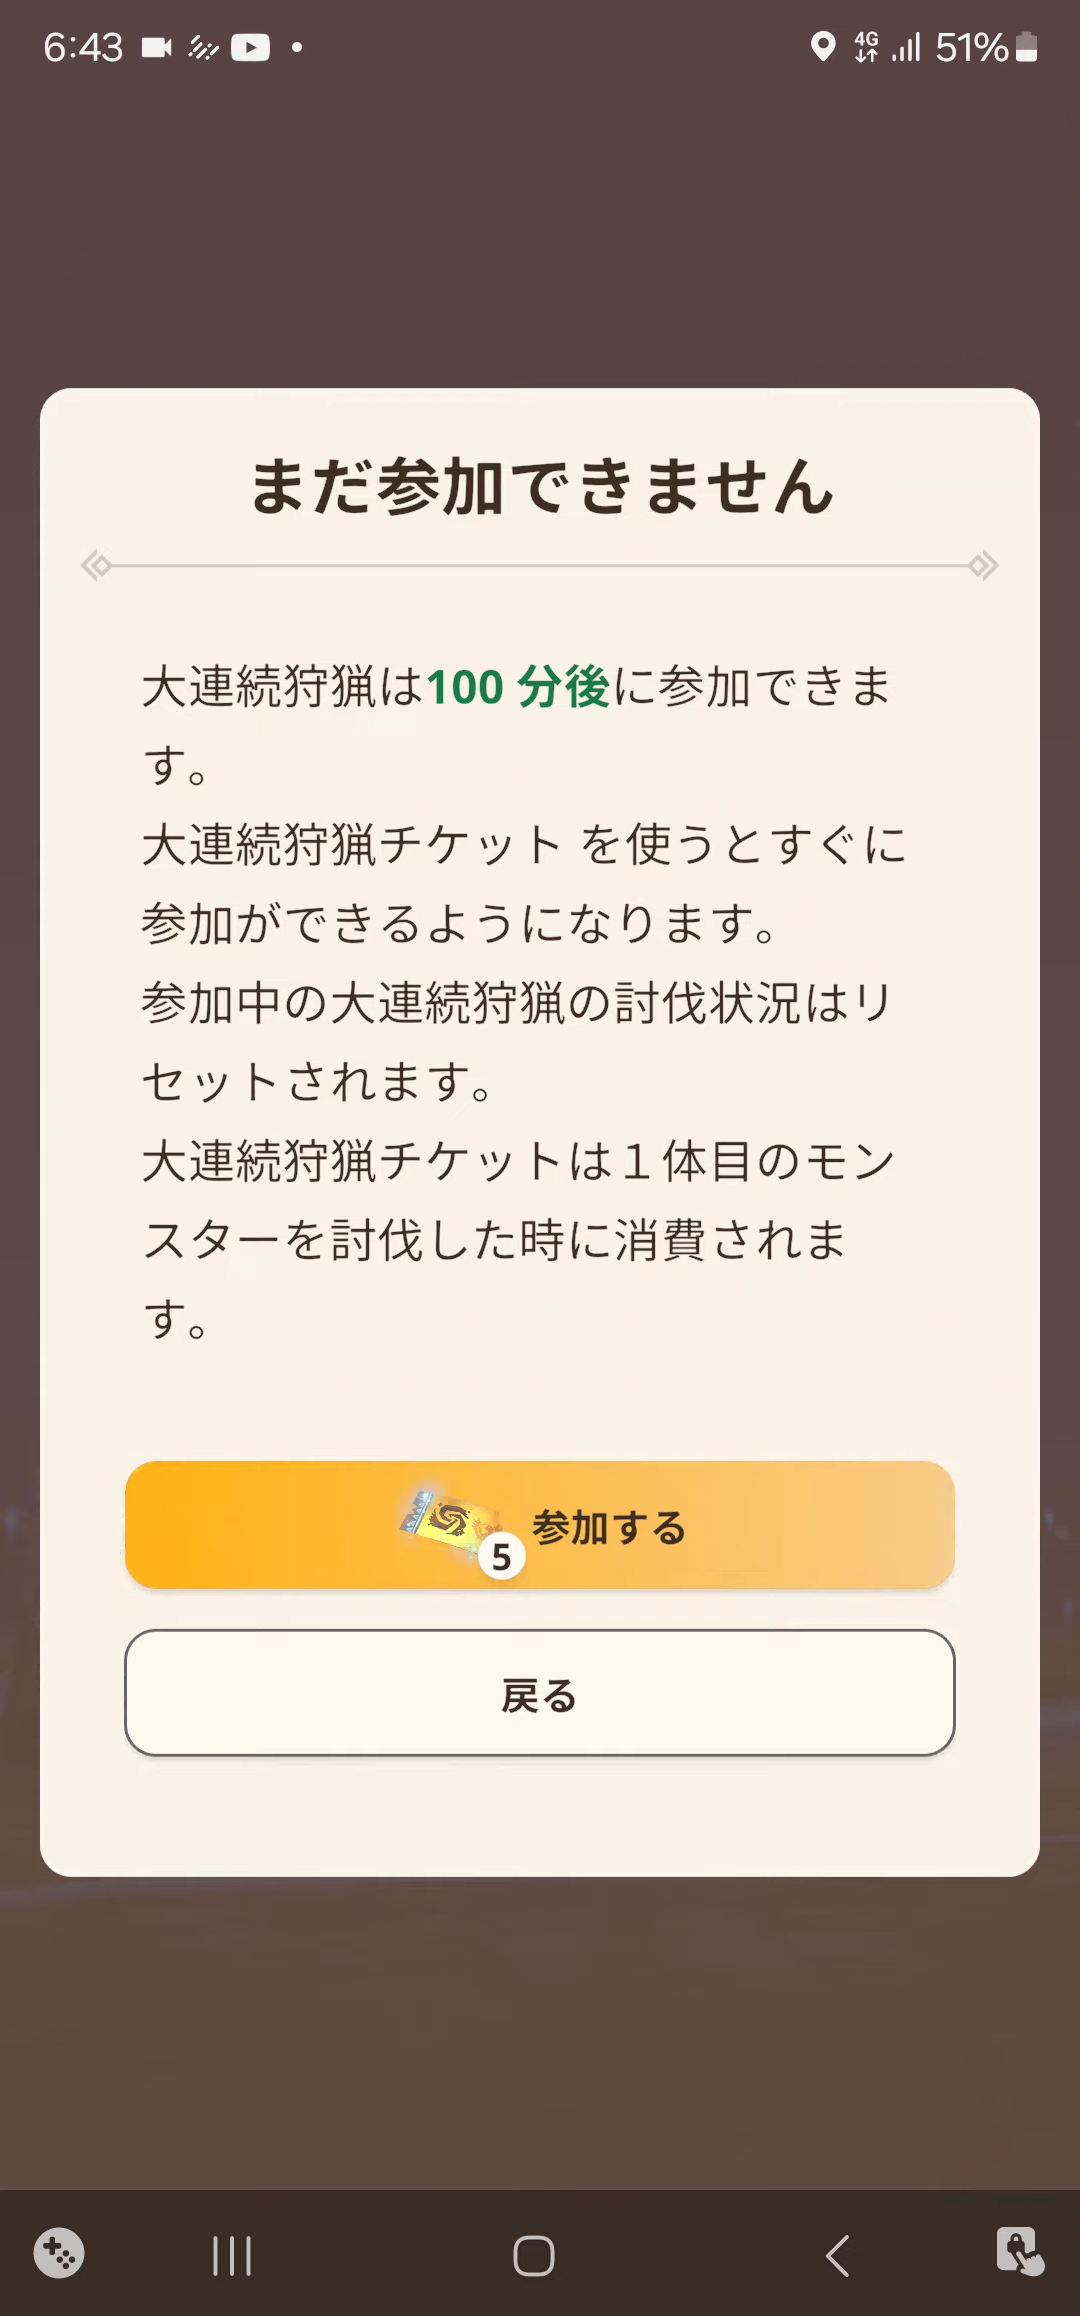 6:43
4G
51%
まだ参加できません
大連続狩猟は100 分後に参加できま
す。
大連続狩猟チケット を使うとすぐに
参加ができるようになります。
参加中の大連続狩猟の討伐状況はリ
セットされます。
大連続狩猟チケットは１体目のモン
スターを討伐した時に消費されま
す。
5
参加する
戻る